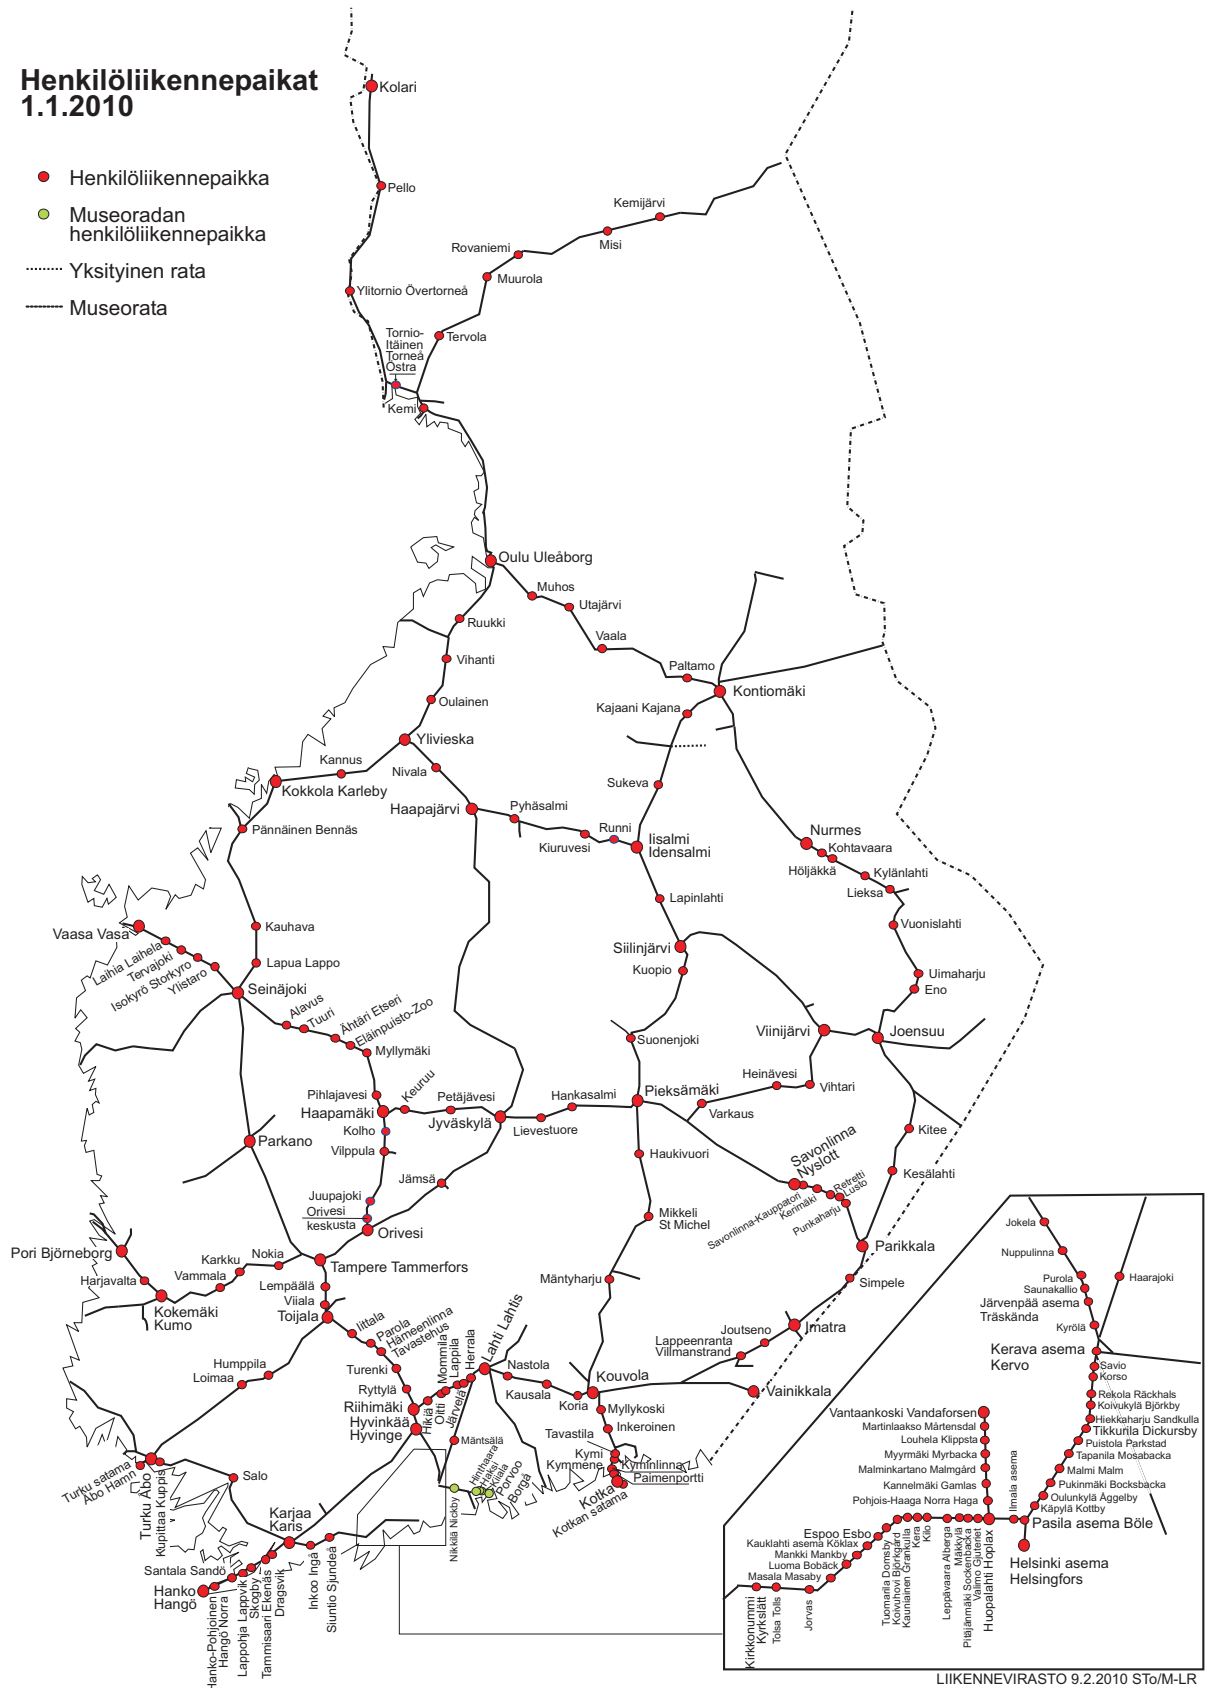 Henkilöliikennepaikat
1.1.2010
Henkilöliikennepaikka
Museoradan
henkilöliikennepaikka
Yksityinen rata
Museorata
Kolari
Pello
Kemijärvi
Misi
Rovaniemi
Muurola
Ylitornio Övertorneå
Tornio-
Itäinen
Torneå
Östra
Tervola
Kemi
Oulu Uleåborg
Muhos
Utajärvi
Vaala
Paltamo
Kontiomäki
Kajaani Kajana
Ruukki
Vihanti
Oulainen
Ylivieska
Kannus
Kokkola Karleby
Nivala
Haapajärvi
Pyhäsalmi
Kiuruvesi
Runni
Iisalmi
Idensalmi
Sukeva
Nurmes
Kohtavaara
Höljäkkä
Kylänlahti
Lieksa
Vuonislahti
Uimaharju
Eno
Joensuu
Pännäinen Bennäs
Kauhava
Lapua Lappo
Vaasa Vasa
Laihia Laihela
Tervajoki
Isokyrö Storkyro
Ylistaro
Seinäjoki
Alavus
Tuuri
Ähtäri Etseri
Eläinpuisto-Zoo
Myllymäki
Pihlajavesi
Haapamäki
Keuruu
Petäjävesi
Jyväskylä
Lievestuore
Hankasalmi
Pieksämäki
Lapinlahti
Siilinjärvi
Kuopio
Suonenjoki
Viinijärvi
Heinävesi
Vihtari
Varkaus
Kolho
Vilppula
Juupajoki
Orivesi
keskusta
Orivesi
Jämsä
Parkano
Haukivuori
Mikkeli
St Michel
Mäntyharju
Savonlinna
Nyslott
Savonlinna-Kauppatori
Kerimäki
Retretti
Lusto
Punkaharju
Kitee
Kesälahti
Parikkala
Simpele
Imatra
Joutseno
Lappeenranta
Villmanstrand
Vainikkala
Pori Björneborg
Harjavalta
Kokemäki
Kumo
Vammala
Karkku
Nokia
Tampere Tammerfors
Lempäälä
Viiala
Toijala
Iittala
Parola
Hämeenlinna
Tavastehus
Turenki
Ryttylä
Riihimäki
Hyvinkää
Hyvinge
Humppila
Loimaa
Hikiä
Oitti
Mommila
Lappila
Järvelä
Herrala
Lahti Lahtis
Mäntsälä
Nastola
Kausala
Koria
Kouvola
Myllykoski
Inkeroinen
Tavastila
Kymi
Kymmene
Kyminlinna
Paimenportti
Kotka
Kotkan satama
Nikkilä Nickby
Hinthaara
Haksi
Kiiala
Porvoo
Borgå
Turku satama
Åbo Hamn
Turku Åbo
Kupittaa Kuppis
Salo
Karjaa
Karis
Santala Sandö
Hanko
Hangö
Hanko-Pohjoinen
Hangö Norra
Lappohja Lappvik
Skogby
Tammisaari Ekenäs
Dragsvik
Inkoo Ingå
Siuntio Sjundeå
Jokela
Nuppulinna
Purola
Saunakallio
Järvenpää asema
Träskända
Kyrölä
Haarajoki
Kerava asema
Kervo
Savio
Korso
Rekola Räckhals
Koivukylä Björkby
Hiekkaharju Sandkulla
Tikkurila Dickursby
Puistola Parkstad
Tapanila Mosabacka
Malmi Malm
Pukinmäki Bocksbacka
Oulunkylä Åggelby
Käpylä Kottby
Pasila asema Böle
Helsinki asema
Helsingfors
Ilmala asema
Vantaankoski Vandaforsen
Martinlaakso Mårtensdal
Louhela Klippsta
Myyrmäki Myrbacka
Malminkartano Malmgård
Kannelmäki Gamlas
Pohjois-Haaga Norra Haga
Huopalahti Hoplax
Valimo Gjuteriet
Pitäjänmäki Sockenbacka
Mäkkylä
Leppävaara Alberga
Kilo
Kera
Kauniainen Grankulla
Koivuhovi Björkgård
Tuomarila Domsby
Espoo Esbo
Kauklahti asema Köklax
Mankki Mankby
Luoma Bobäck
Masala Masaby
Jorvas
Tolsa Tolls
Kirkkonummi
Kyrkslätt
LIIKENNEVIRASTO 9.2.2010 STo/M-LR